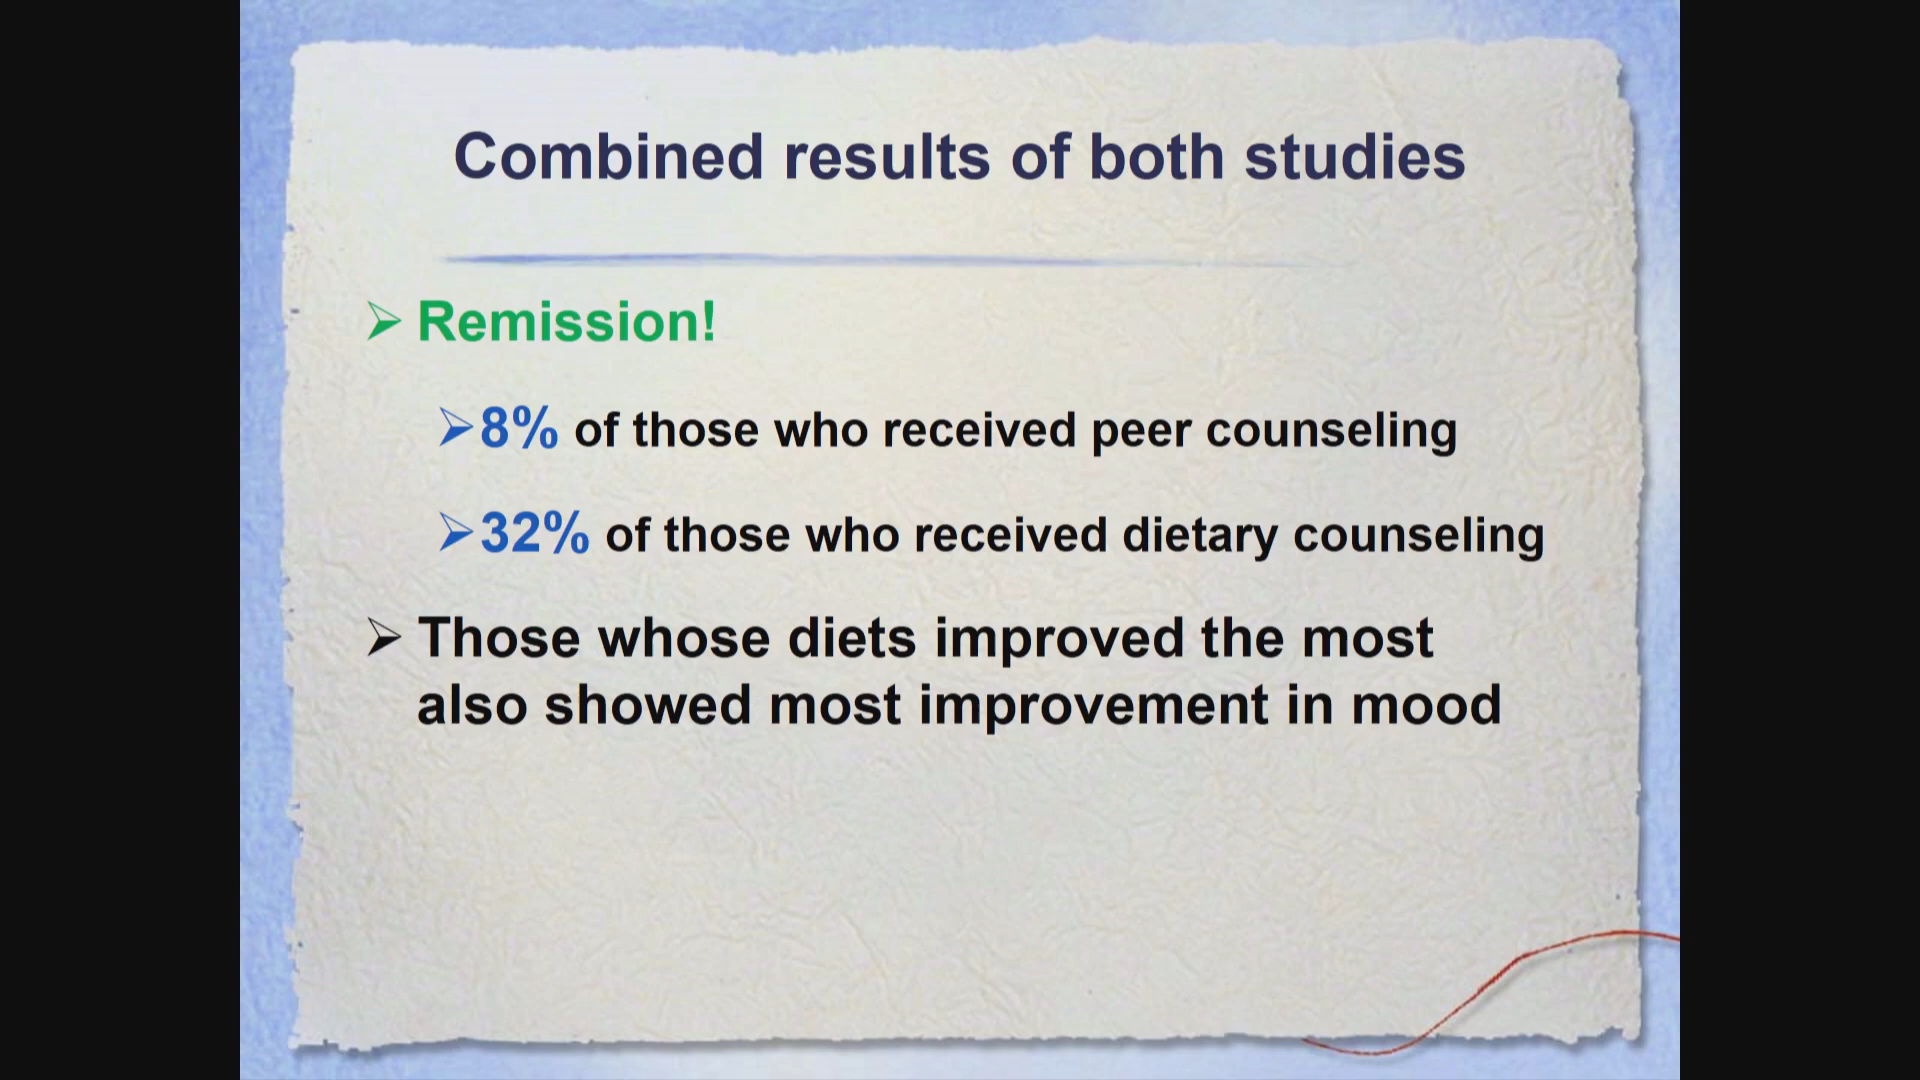 Combined results of both studies
Remission!
8% of those who received peer counseling
32% of those who received dietary counseling
Those whose diets improved the most
also showed most improvement in mood